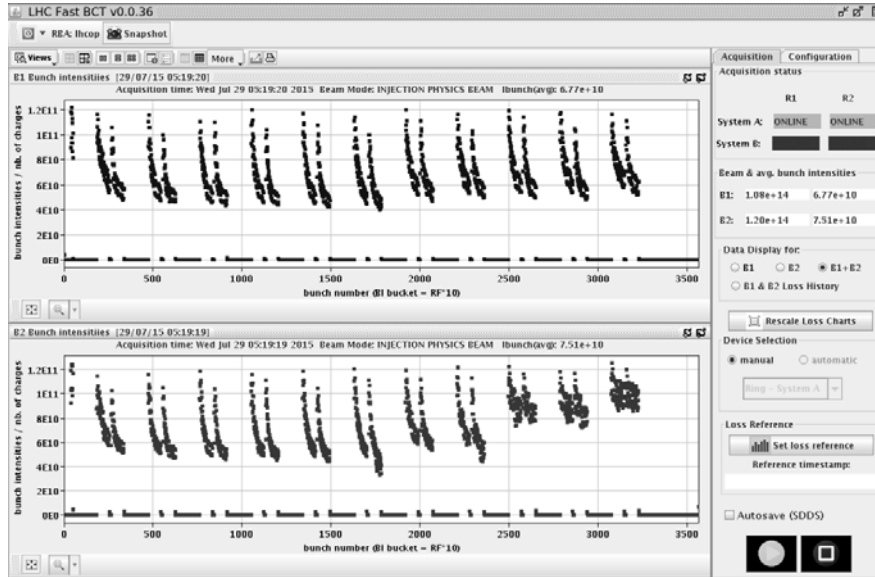 LHC Fast BCT v0.0.36
RBA: lhcop Snapshot
Views More
B1 Bunch intensitiies [29/07/15 05:19:20]
Acquisition time: Wed Jul 29 05:19:20 2015 Beam Mode: INJECTION PHYSICS BEAM Ibunch(avg): 6.77e+10
bunch intensities / nb. of charges
1.2E11
1E11
8E10
6E10
4E10
2E10
0E0
0 500 1000 1500 2000 2500 3000 3500
bunch number (BI bucket = RF*10)
B2 Bunch intensitiies [29/07/15 05:19:19]
Acquisition time: Wed Jul 29 05:19:19 2015 Beam Mode: INJECTION PHYSICS BEAM Ibunch(avg): 7.51e+10
bunch intensities / nb. of charges
1.2E11
1E11
8E10
6E10
4E10
2E10
0E0
0 500 1000 1500 2000 2500 3000 3500
bunch number (BI bucket = RF*10)
Acquisition Configuration
Acquisition status
R1 R2
System A: ONLINE ONLINE
System B:
Beam & avg. bunch intensities
B1: 1.08e+14 6.77e+10
B2: 1.20e+14 7.51e+10
Data Display for:
B1 B2 B1+B2
B1 & B2 Loss History
Rescale Loss Charts
Device Selection
manual automatic
Ring - System A
Loss Reference
Set loss reference
Reference timestamp:
Autosave (SDDS)